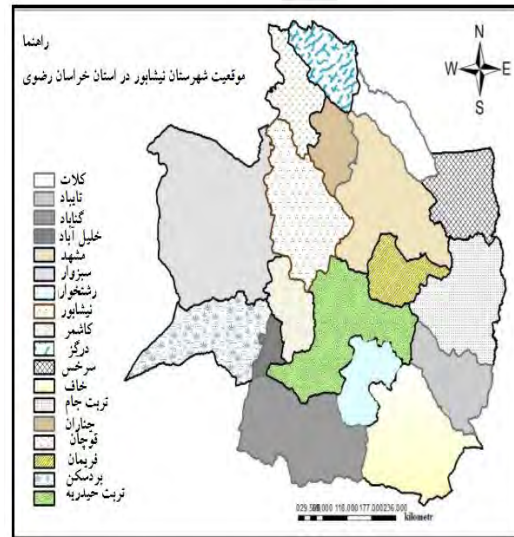 راهنما
موقعیت شهرستان نیشابور در استان خراسان رضوی
N
W E
S
کلات
تایباد
گناباد
خلیل آباد
مشهد
سبزوار
رشتخوار
نیشابور
کاشمر
درگز
سرخس
خاف
تربت جام
چناران
قوچان
فریمان
بردسکن
تربت حیدریه
kilometr